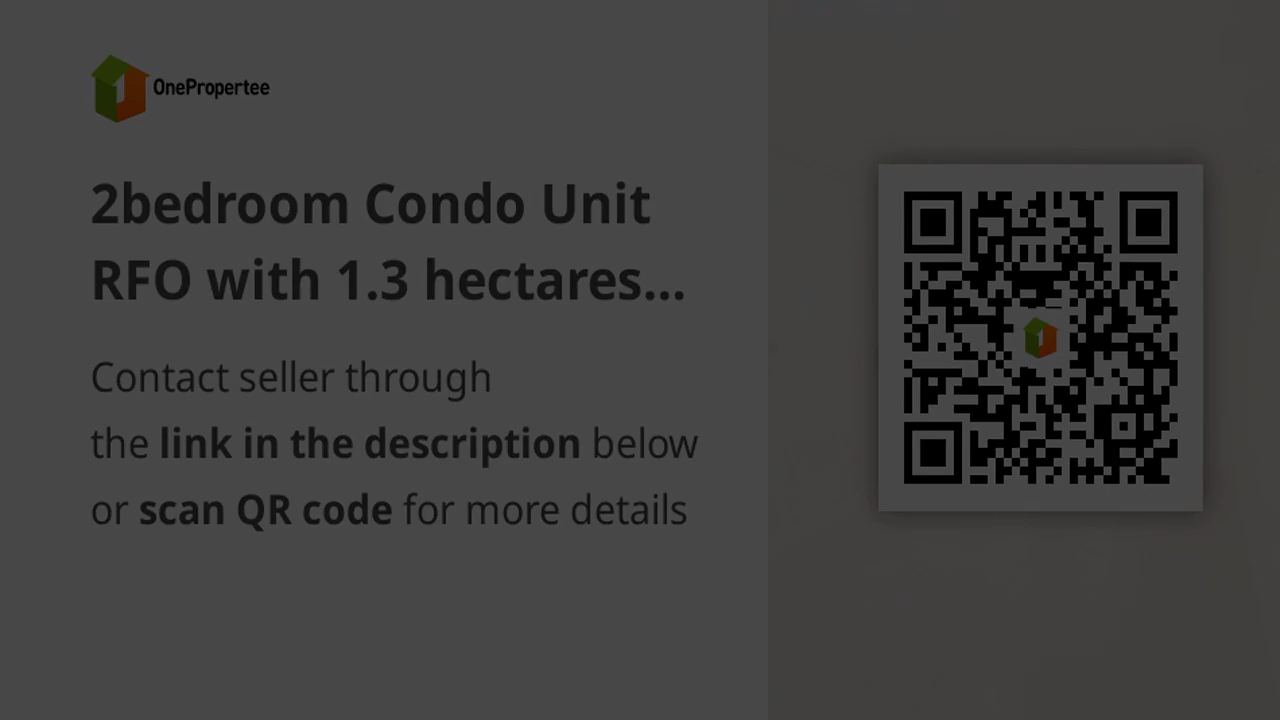 OnePropertee
2bedroom Condo Unit
RFO with 1.3 hectares...
Contact seller through
the link in the description below
or scan QR code for more details